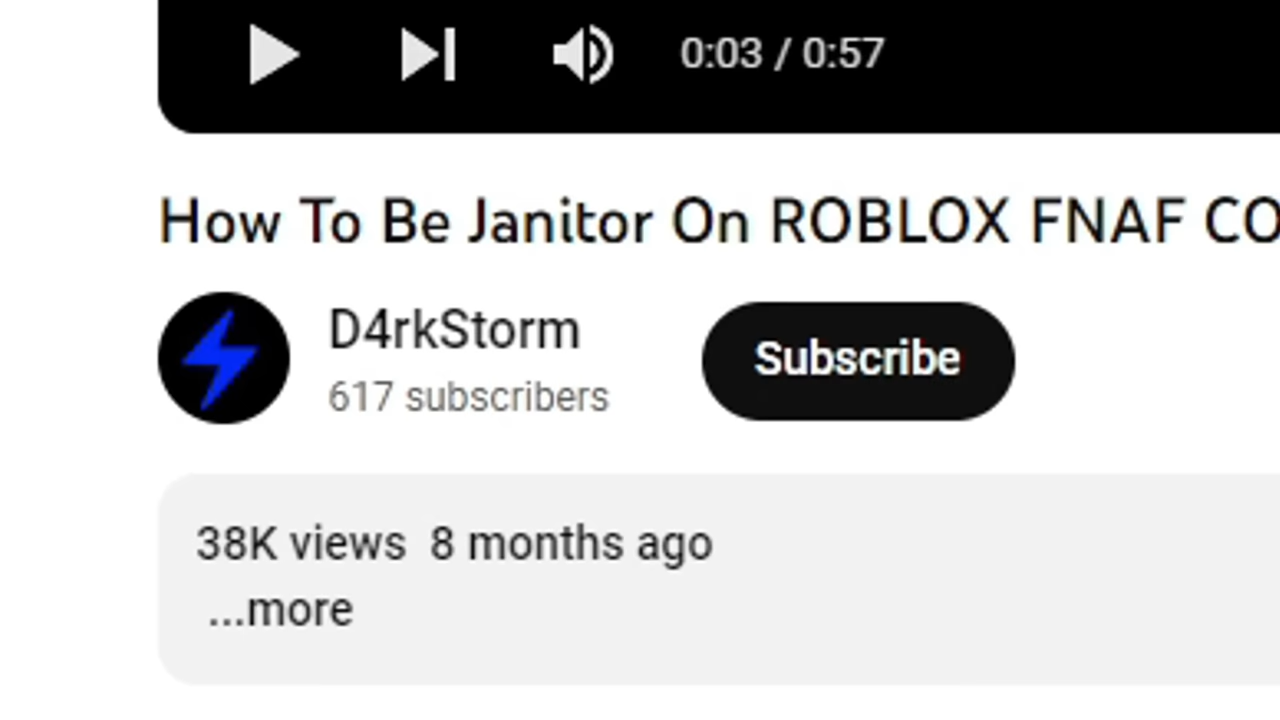 0:03 / 0:57
How To Be Janitor On ROBLOX FNAF CO
D4rkStorm
617 subscribers
Subscribe
38K views 8 months ago
...more